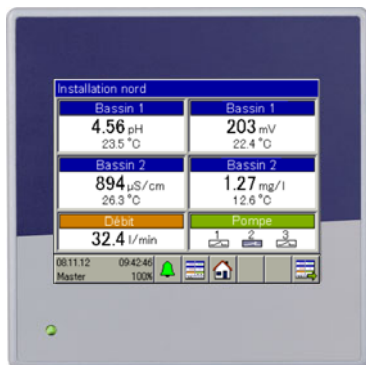 Installation nord
Bassin 1 Bassin 1
4.56 pH 203 mV
23.5 °C 22.4 °C
Bassin 2 Bassin 2
894 µS/cm 1.27 mg/l
26.3 °C 12.6 °C
Débit Pompe
32.4 l/min 1 2 3
08.11.12 09:42:46
Master 100%